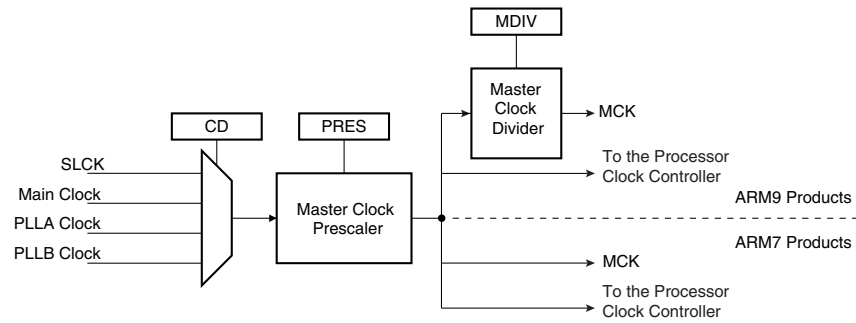 MDIV
Master
Clock
Divider
MCK
CD
PRES
To the Processor
Clock Controller
SLCK
Main Clock
PLLA Clock
PLLB Clock
Master Clock
Prescaler
ARM9 Products
ARM7 Products
MCK
To the Processor
Clock Controller